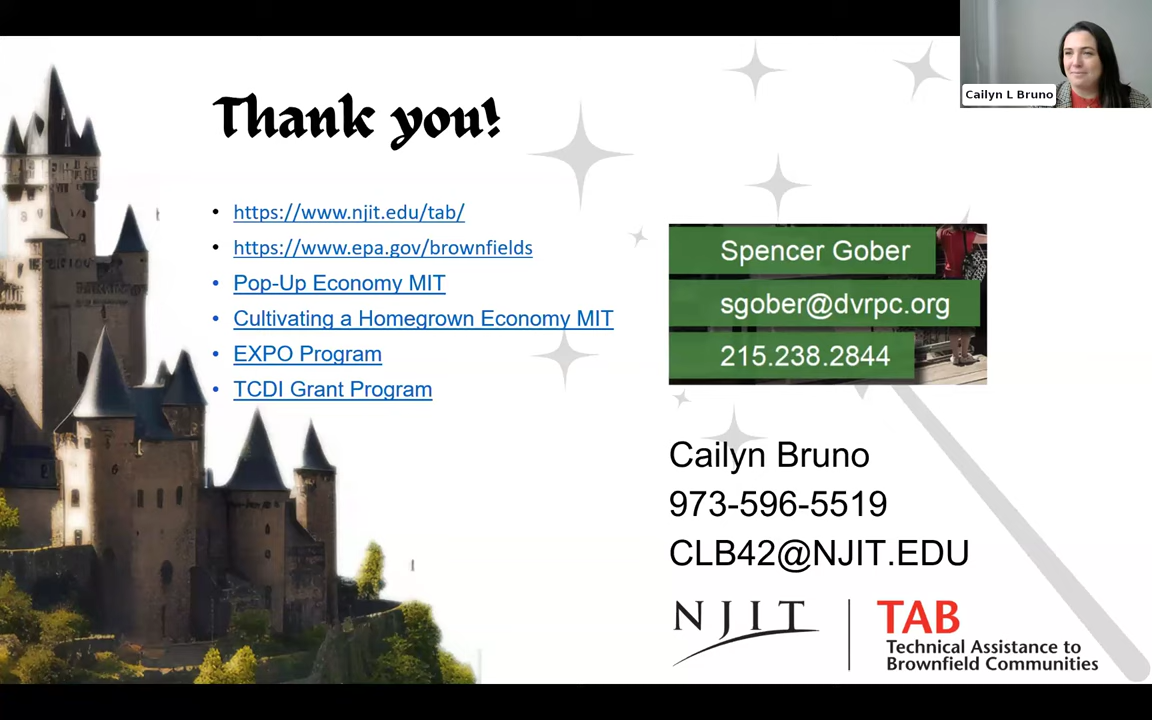 Thank you!
• https://www.njit.edu/tab/
• https://www.epa.gov/brownfields
• Pop-Up Economy MIT
• Cultivating a Homegrown Economy MIT
• EXPO Program
• TCDI Grant Program
Cailyn L Bruno
Spencer Gober
sgober@dvrpc.org
215.238.2844
Cailyn Bruno
973-596-5519
CLB42@NJIT.EDU
NJIT
TAB
Technical Assistance to
Brownfield Communities